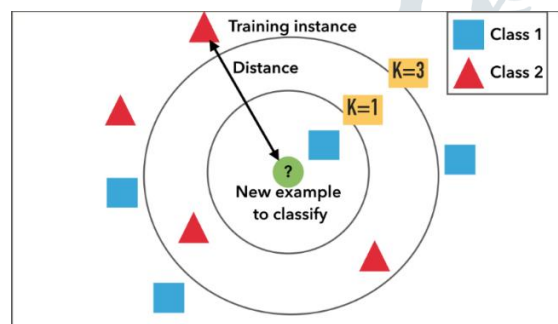 Training instance
Class 1
Distance
K=3
Class 2
K=1
?
New example
to classify